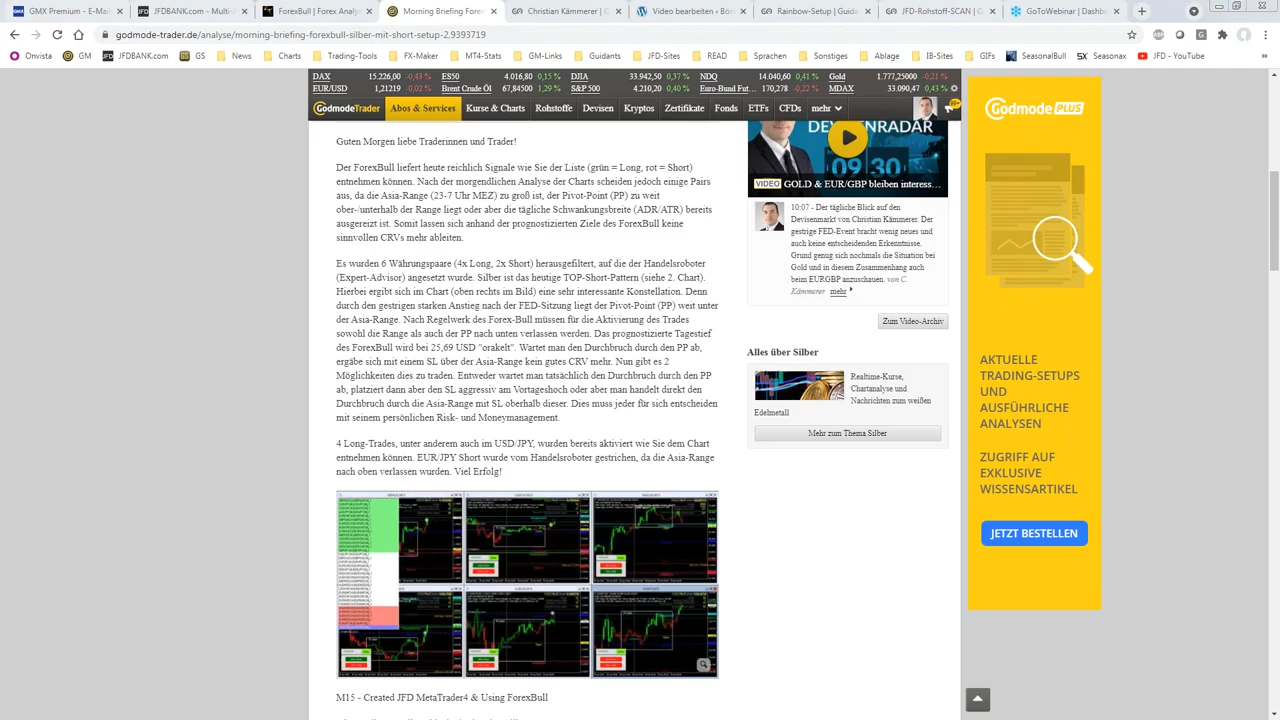 GMX Premium - E-Mai
JFDBANK.com - Multi-
ForexBull | Forex Analy
Morning Briefing Forex
Christian Kämmerer | G
Video bearbeiten ‹ Bör
Rainbow-Setup | Guida
JFD-Rohstoff-SCAN | G
GoToWebinar | Dashb
godmode-trader.de/analyse/morning-briefing-forexbull-silber-mit-short-setup-2,9393719
Onvista
GM
JFDBANK.com
GS
News
Charts
Trading-Tools
FX-Maker
MT4-Stats
GM-Links
Guidants
JFD-Sites
READ
Sprachen
Sonstiges
Ablage
IB-Sites
GIFs
SeasonalBull
Seasonax
JFD - YouTube
DAX 15.226,00 -0,43 % ES50 4.016,80 0,15 % DJIA 33.942,50 0,37 % NDQ 14.040,60 0,41 % Gold 1.777,25000 -0,21 %
EUR/USD 1,21219 -0,02 % Brent Crude Öl 67,84500 1,29 % S&P 500 4.210,20 0,40 % Euro-Bund Fut… 170,278 -0,22 % MDAX 33.090,47 0,43 %
GodmodeTrader Abos & Services Kurse & Charts Rohstoffe Devisen Kryptos Zertifikate Fonds ETFs CFDs mehr
Guten Morgen liebe Traderinnen und Trader!
Der ForexBull liefert heute reichlich Signale wie Sie der Liste (grün = Long, rot = Short)
entnehmen können. Nach der morgendlichen Analyse der Charts scheiden jedoch einige Pairs
aus, da die Asia-Range (23-7 Uhr MEZ) zu groß ist, der Pivot-Point (PP) zu weit
ober-/unterhalb der Range liegt oder aber die tägliche Schwankungsbreite (ADR/ATR) bereits
ausgereizt ist. Somit lassen sich anhand der prognostizierten Ziele des ForexBull keine
sinnvollen CRVs mehr ableiten.
Es wurden 6 Währungspaare (4x Long, 2x Short) herausgefiltert, auf die der Handelsroboter
(Expert-Advisor) angesetzt wurde. Silber ist das heutige TOP-Short-Pattern (siehe 2. Chart).
Hierbei ergibt sich im Chart (oben rechts im Bild) eine sehr interessante Konstellation. Denn
durch den gestrigen starken Anstieg nach der FED-Sitzung liegt der Pivot-Point (PP) weit unter
der Asia-Range. Nach Regelwerk des Forex-Bull müssen für die Aktivierung des Trades
sowohl die Range als auch der PP nach unten verlassen werden. Das prognostizierte Tagestief
des ForexBull wird bei 25,69 USD "orakelt". Wartet man den Durchbruch durch den PP ab,
ergäbe sich mit einem SL über der Asia-Range kein gutes CRV mehr. Nun gibt es 2
Möglichkeiten dies zu traden. Entweder wartet man tatsächlich den Durchbruch durch den PP
ab, platziert dann aber den SL aggressiv am Vortageshoch oder aber man handelt direkt den
Durchbruch durch die Asia-Range mit SL oberhalb dieser. Dies muss jeder für sich entscheiden
mit seinem persönlichen Risk- und Moneymanagement.
4 Long-Trades, unter anderem auch im USD/JPY, wurden bereits aktiviert wie Sie dem Chart
entnehmen können. EUR/JPY Short wurde vom Handelsroboter gestrichen, da die Asia-Range
nach oben verlassen wurden. Viel Erfolg!
M15 - Created JFD MetaTrader4 & Using ForexBull
DEVISENRADAR
09 30
VIDEO GOLD & EUR/GBP bleiben interess…
10:07 - Der tägliche Blick auf den
Devisenmarkt von Christian Kämmerer. Der
gestrige FED-Event bracht wenig neues und
auch keine entscheidenden Erkenntnisse.
Grund genug sich nochmals die Situation bei
Gold und in diesem Zusammenhang auch
beim EURGBP anzuschauen. von C.
Kämmerer mehr
Zum Video-Archiv
Alles über Silber
Realtime-Kurse,
Chartanalyse und
Nachrichten zum weißen
Edelmetall
Mehr zum Thema Silber
Godmode PLUS
AKTUELLE
TRADING-SETUPS
UND
AUSFÜHRLICHE
ANALYSEN
ZUGRIFF AUF
EXKLUSIVE
WISSENSARTIKEL
JETZT BESTELLEN